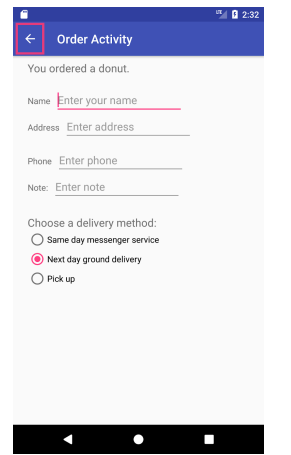 LTE 2:32
Order Activity
You ordered a donut.
Name Enter your name
Address Enter address
Phone Enter phone
Note: Enter note
Choose a delivery method:
Same day messenger service
Next day ground delivery
Pick up